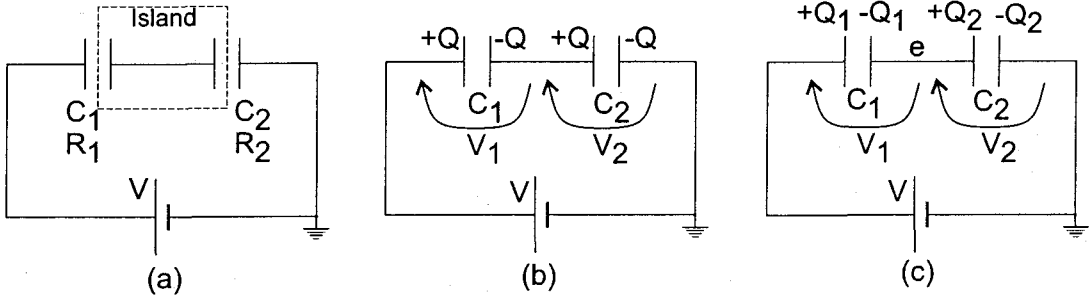 Island
C1 C2
R1 R2
V
(a)
+Q -Q +Q -Q
C1 C2
V1 V2
V
(b)
+Q1 -Q1 +Q2 -Q2
e
C1 C2
V1 V2
V
(c)